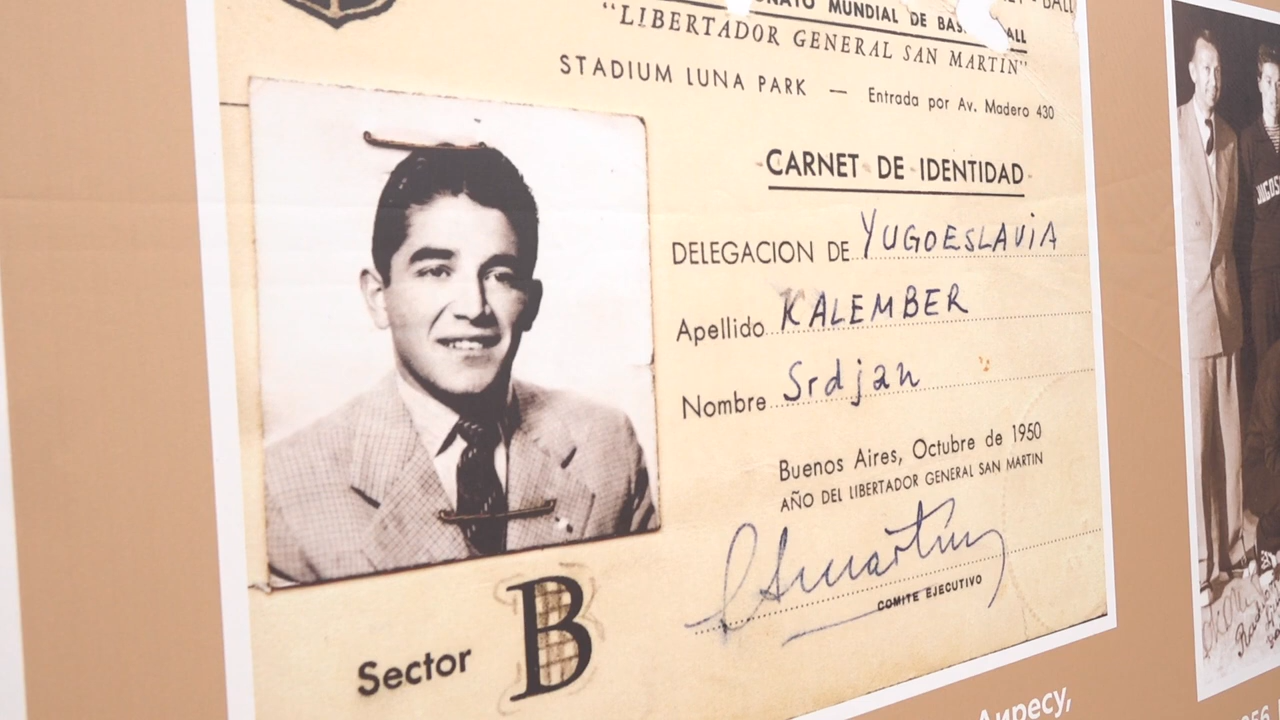 MUNDIAL DE
"LIBERTADOR GENERAL SAN MARTIN"
STADIUM LUNA PARK — Entrada por Av. Madero 430
CARNET DE IDENTIDAD
DELEGACION DE YUGOESLAVIA
Apellido KALEMBER
Nombre Srdjan
Buenos Aires, Octubre de 1950
AÑO DEL LIBERTADOR GENERAL SAN MARTIN
COMITE EJECUTIVO
Sector B